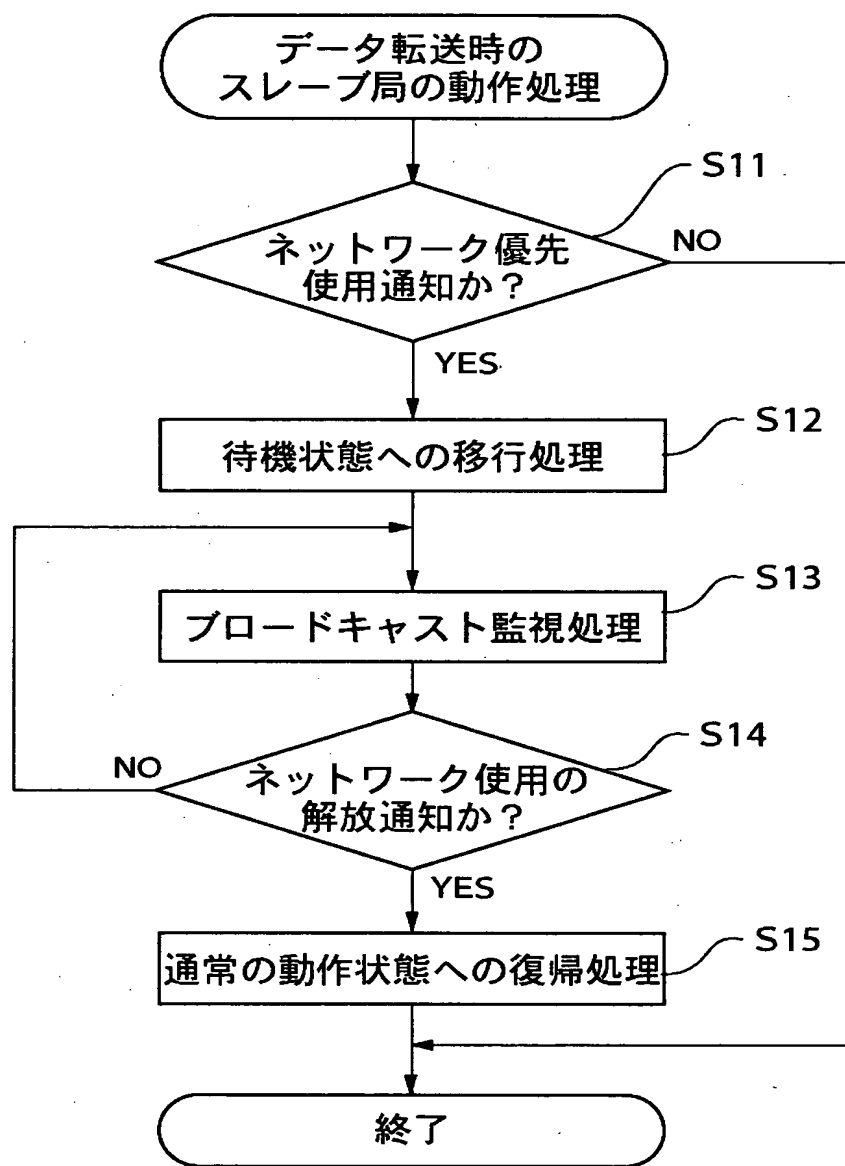 データ転送時の
スレーブ局の動作処理
S11
ネットワーク優先
使用通知か？
NO
YES
S12
待機状態への移行処理
S13
ブロードキャスト監視処理
S14
NO
ネットワーク使用の
解放通知か？
YES
S15
通常の動作状態への復帰処理
終了